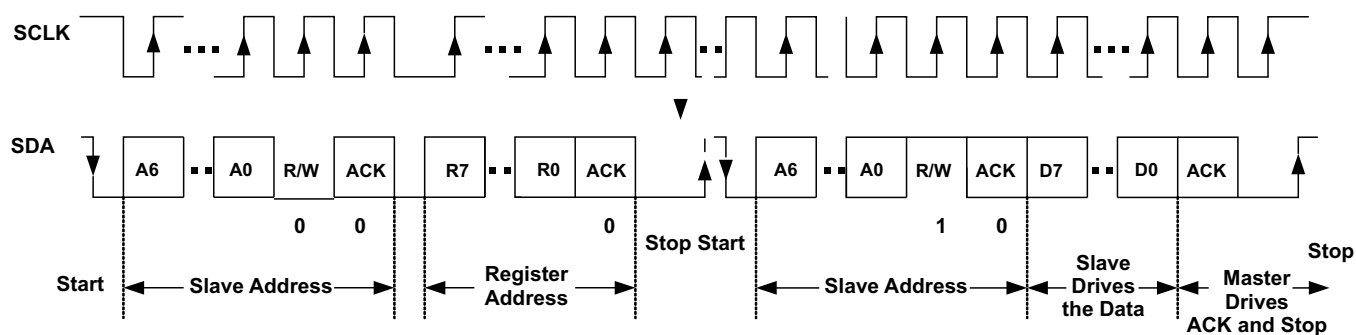 SCLK
SDA
A6 A0 R/W ACK R7 R0 ACK A6 A0 R/W ACK D7 D0 ACK
0 0 0 1 0
Stop Start
Start
Slave Address
Register
Address
Slave Address
Slave
Drives
the Data
Stop
Master
Drives
ACK and Stop